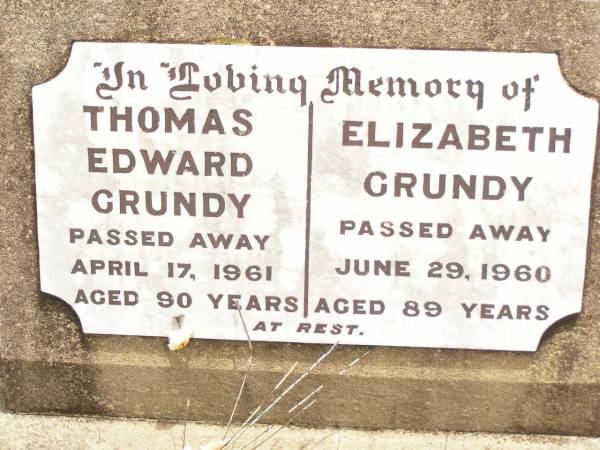 In Loving Memory of
THOMAS
EDWARD
GRUNDY
PASSED AWAY
APRIL 17, 1961
AGED 90 YEARS
ELIZABETH
GRUNDY
PASSED AWAY
JUNE 29, 1960
AGED 89 YEARS
AT REST.